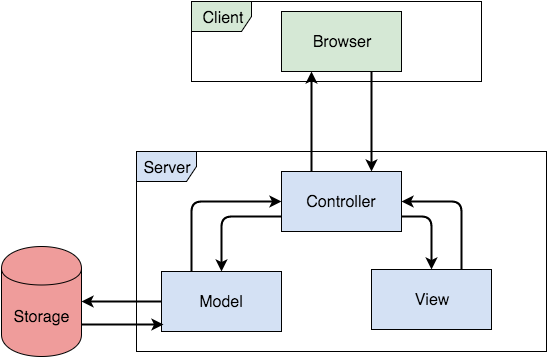 Client
Browser
Server
Controller
Model
View
Storage